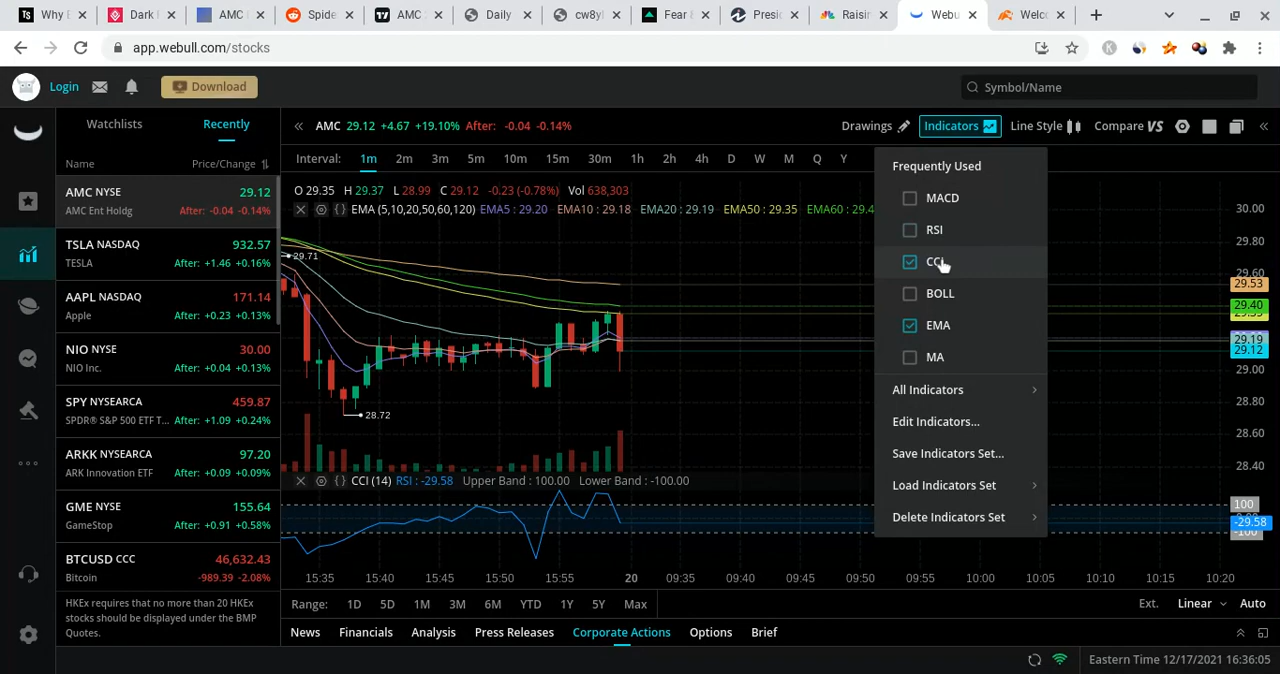 Why E
Dark F
AMC
Spide
AMC
Daily
cw8yl
Fear &
Presid
Raisin
Webu
Welco
app.webull.com/stocks
Login
Download
Symbol/Name
Watchlists
Recently
AMC 29.12 +4.67 +19.10% After: -0.04 -0.14%
Drawings
Indicators
Line Style
Compare VS
Name
Price/Change
Interval: 1m 2m 3m 5m 10m 15m 30m 1h 2h 4h D W M Q Y
O 29.35 H 29.37 L 28.99 C 29.12 -0.23 (-0.78%) Vol 638,303
EMA (5,10,20,50,60,120) EMA5 : 29.20 EMA10 : 29.18 EMA20 : 29.19 EMA50 : 29.35 EMA60 : 29.4
AMC NYSE 29.12
AMC Ent Holdg After: -0.04 -0.14%
TSLA NASDAQ 932.57
TESLA After: +1.46 +0.16%
AAPL NASDAQ 171.14
Apple After: +0.23 +0.13%
NIO NYSE 30.00
NIO Inc. After: +0.04 +0.13%
SPY NYSEARCA 459.87
SPDR® S&P 500 ETF T... After: +1.09 +0.24%
ARKK NYSEARCA 97.20
ARK Innovation ETF After: +0.09 +0.09%
GME NYSE 155.64
GameStop After: +0.91 +0.58%
BTCUSD CCC 46,632.43
Bitcoin -989.39 -2.08%
HKEx requires that no more than 20 HKEx
stocks should be displayed under the BMP
Quotes.
29.71
28.72
Frequently Used
MACD
RSI
CCI
BOLL
EMA
MA
All Indicators
Edit Indicators...
Save Indicators Set...
Load Indicators Set
Delete Indicators Set
30.00
29.80
29.60
29.53
29.40
29.19
29.12
29.00
28.80
28.60
28.40
CCI (14) RSI : -29.58 Upper Band : 100.00 Lower Band : -100.00
100
-29.58
-100
15:35 15:40 15:45 15:50 15:55 20 09:35 09:40 09:45 09:50 09:55 10:00 10:05 10:10 10:15 10:20
Range: 1D 5D 1M 3M 6M YTD 1Y 5Y Max
Ext. Linear Auto
News Financials Analysis Press Releases Corporate Actions Options Brief
Eastern Time 12/17/2021 16:36:05